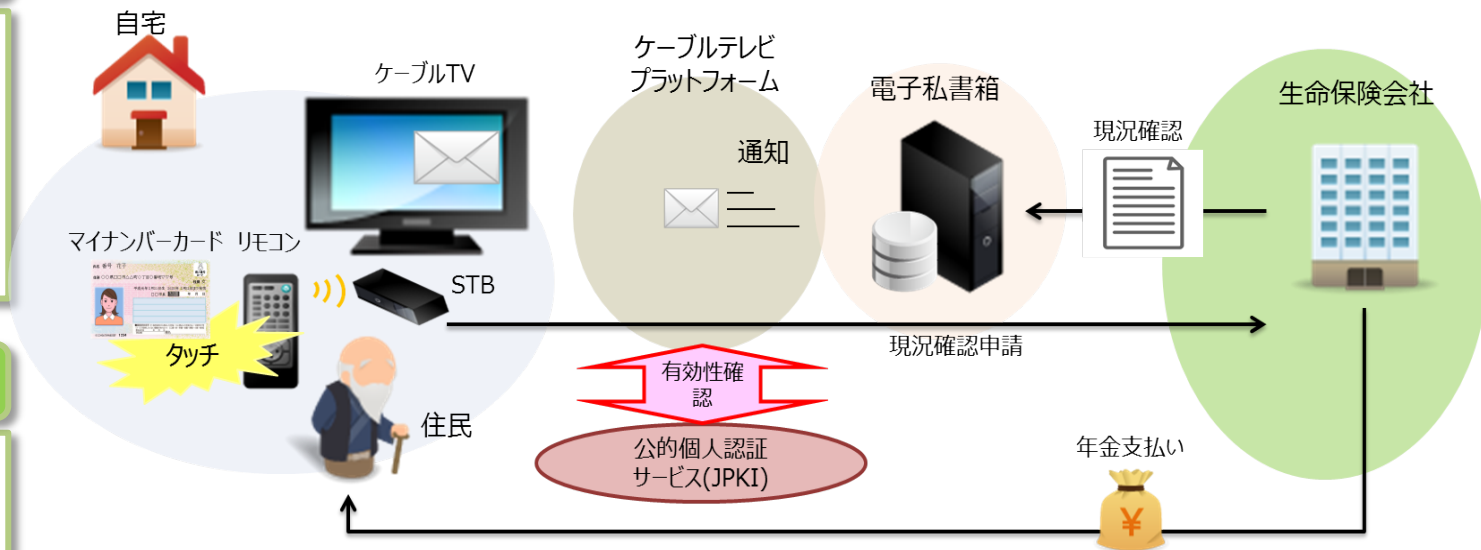 自宅
ケーブルTV
ケーブルテレビ
プラットフォーム
電子私書箱
生命保険会社
現況確認
通知
マイナンバーカード
リモコン
STB
タッチ
現況確認申請
有効性確
認
住民
公的個人認証
サービス(JPKI)
年金支払い
¥